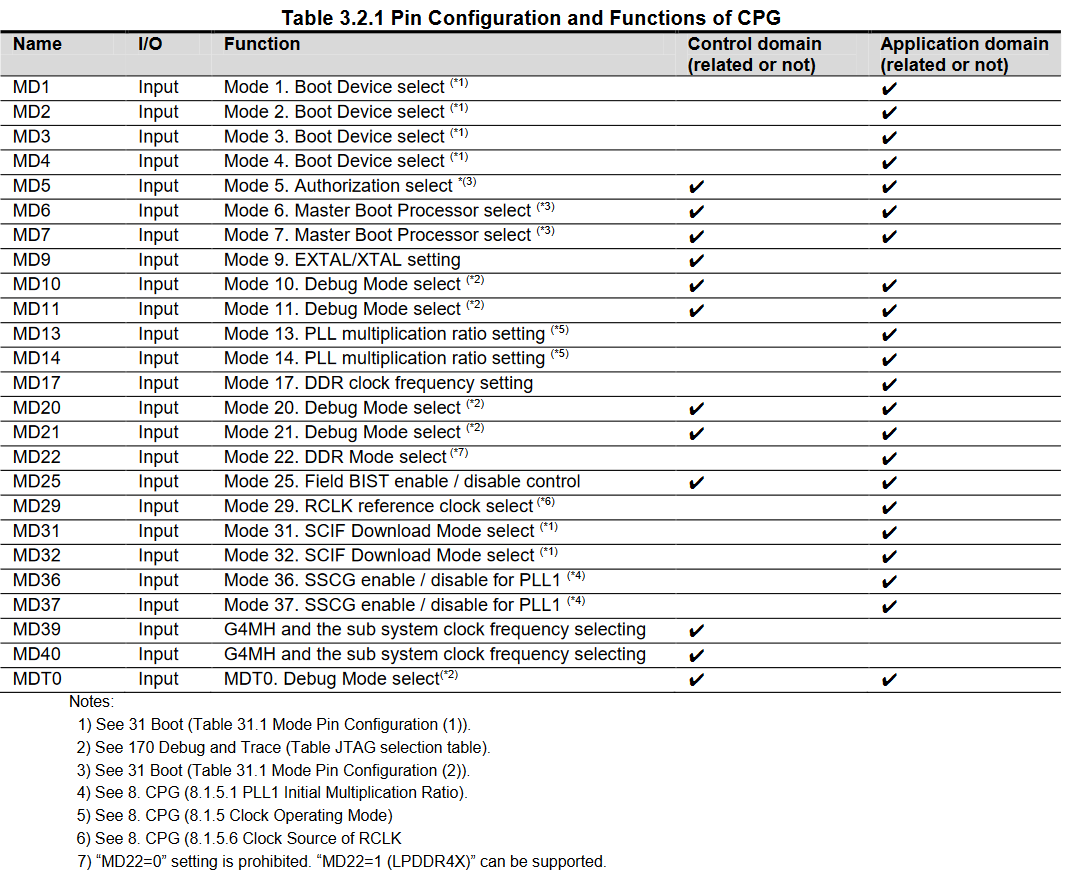 Table 3.2.1 Pin Configuration and Functions of CPG
Name I/O Function Control domain (related or not) Application domain (related or not)
MD1 Input Mode 1. Boot Device select (*1) ✔
MD2 Input Mode 2. Boot Device select (*1) ✔
MD3 Input Mode 3. Boot Device select (*1) ✔
MD4 Input Mode 4. Boot Device select (*1) ✔
MD5 Input Mode 5. Authorization select *(3) ✔ ✔
MD6 Input Mode 6. Master Boot Processor select (*3) ✔ ✔
MD7 Input Mode 7. Master Boot Processor select (*3) ✔ ✔
MD9 Input Mode 9. EXTAL/XTAL setting ✔
MD10 Input Mode 10. Debug Mode select (*2) ✔ ✔
MD11 Input Mode 11. Debug Mode select (*2) ✔ ✔
MD13 Input Mode 13. PLL multiplication ratio setting (*5) ✔
MD14 Input Mode 14. PLL multiplication ratio setting (*5) ✔
MD17 Input Mode 17. DDR clock frequency setting ✔
MD20 Input Mode 20. Debug Mode select (*2) ✔ ✔
MD21 Input Mode 21. Debug Mode select (*2) ✔ ✔
MD22 Input Mode 22. DDR Mode select (*7) ✔
MD25 Input Mode 25. Field BIST enable / disable control ✔ ✔
MD29 Input Mode 29. RCLK reference clock select (*6) ✔
MD31 Input Mode 31. SCIF Download Mode select (*1) ✔
MD32 Input Mode 32. SCIF Download Mode select (*1) ✔
MD36 Input Mode 36. SSCG enable / disable for PLL1 (*4) ✔
MD37 Input Mode 37. SSCG enable / disable for PLL1 (*4) ✔
MD39 Input G4MH and the sub system clock frequency selecting ✔
MD40 Input G4MH and the sub system clock frequency selecting ✔
MDT0 Input MDT0. Debug Mode select(*2) ✔ ✔
Notes:
1) See 31 Boot (Table 31.1 Mode Pin Configuration (1)).
2) See 170 Debug and Trace (Table JTAG selection table).
3) See 31 Boot (Table 31.1 Mode Pin Configuration (2)).
4) See 8. CPG (8.1.5.1 PLL1 Initial Multiplication Ratio).
5) See 8. CPG (8.1.5 Clock Operating Mode)
6) See 8. CPG (8.1.5.6 Clock Source of RCLK
7) “MD22=0” setting is prohibited. “MD22=1 (LPDDR4X)” can be supported.